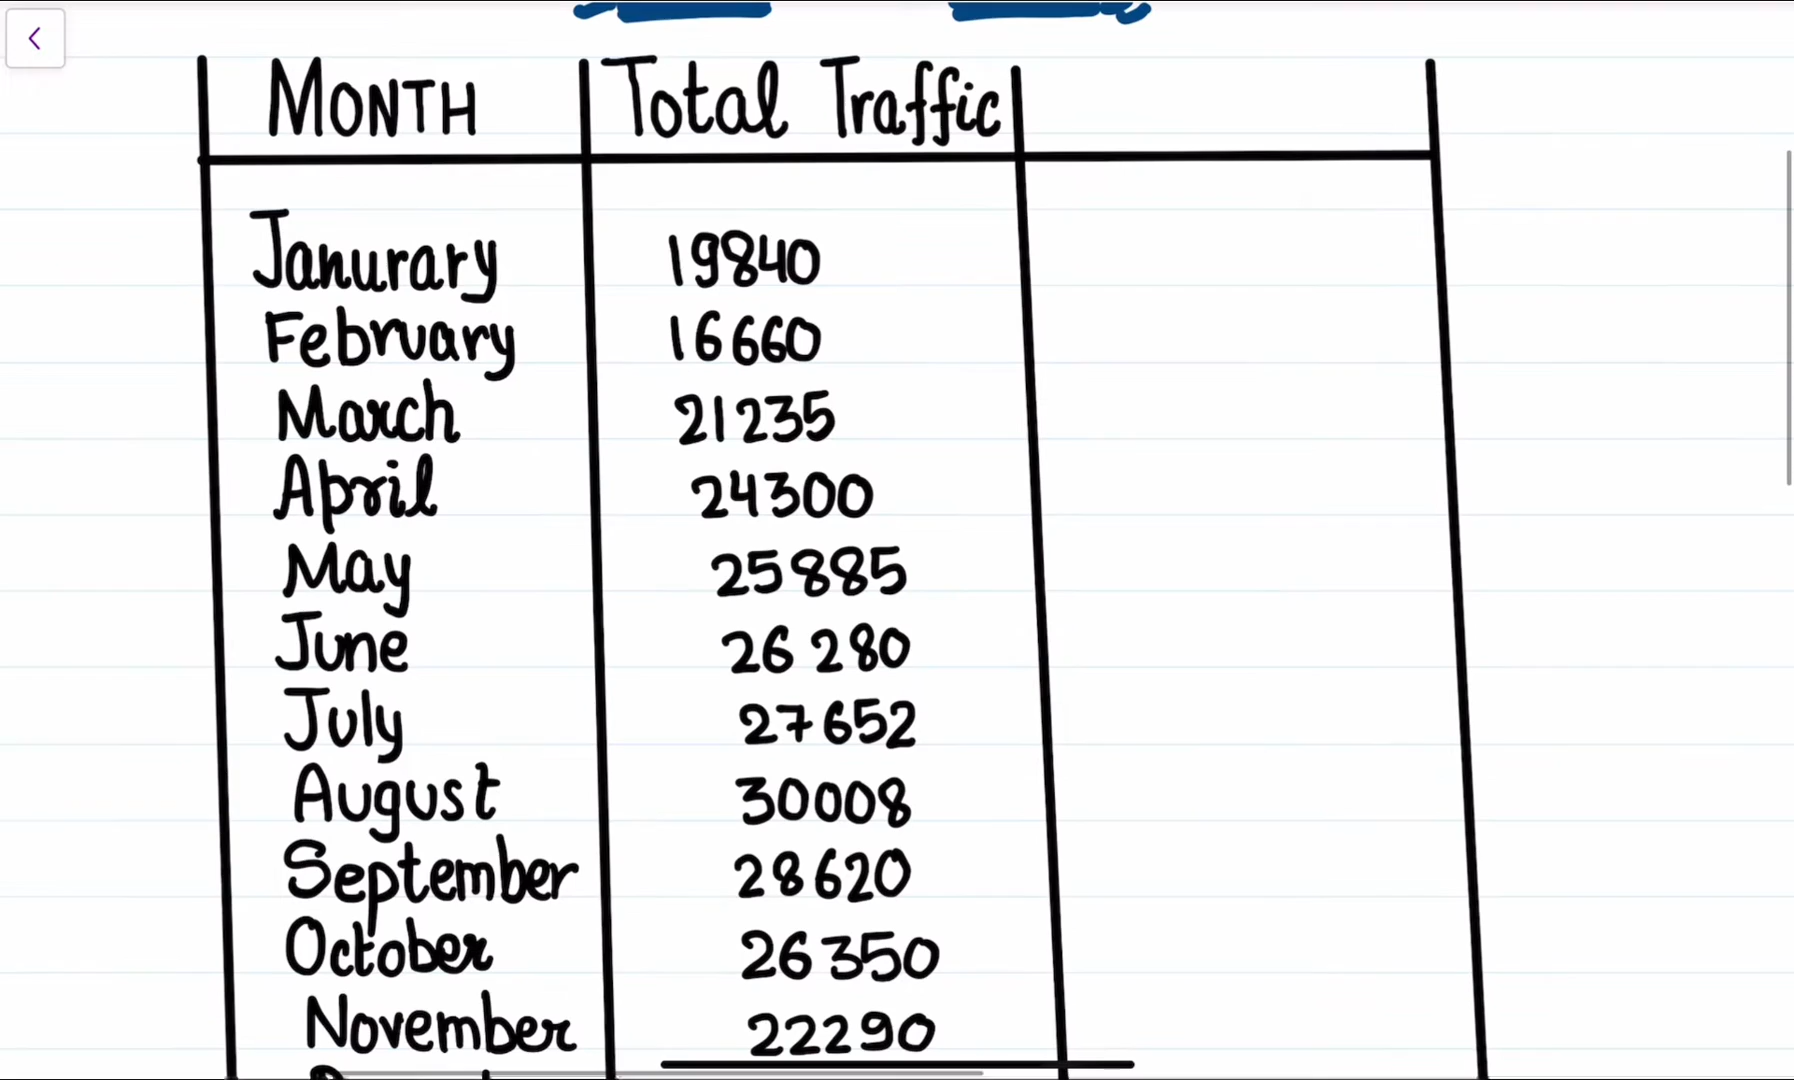 MONTH Total Traffic
Janurary 19840
February 16660
March 21235
April 24300
May 25885
June 26280
July 27652
August 30008
September 28620
October 26350
November 22290